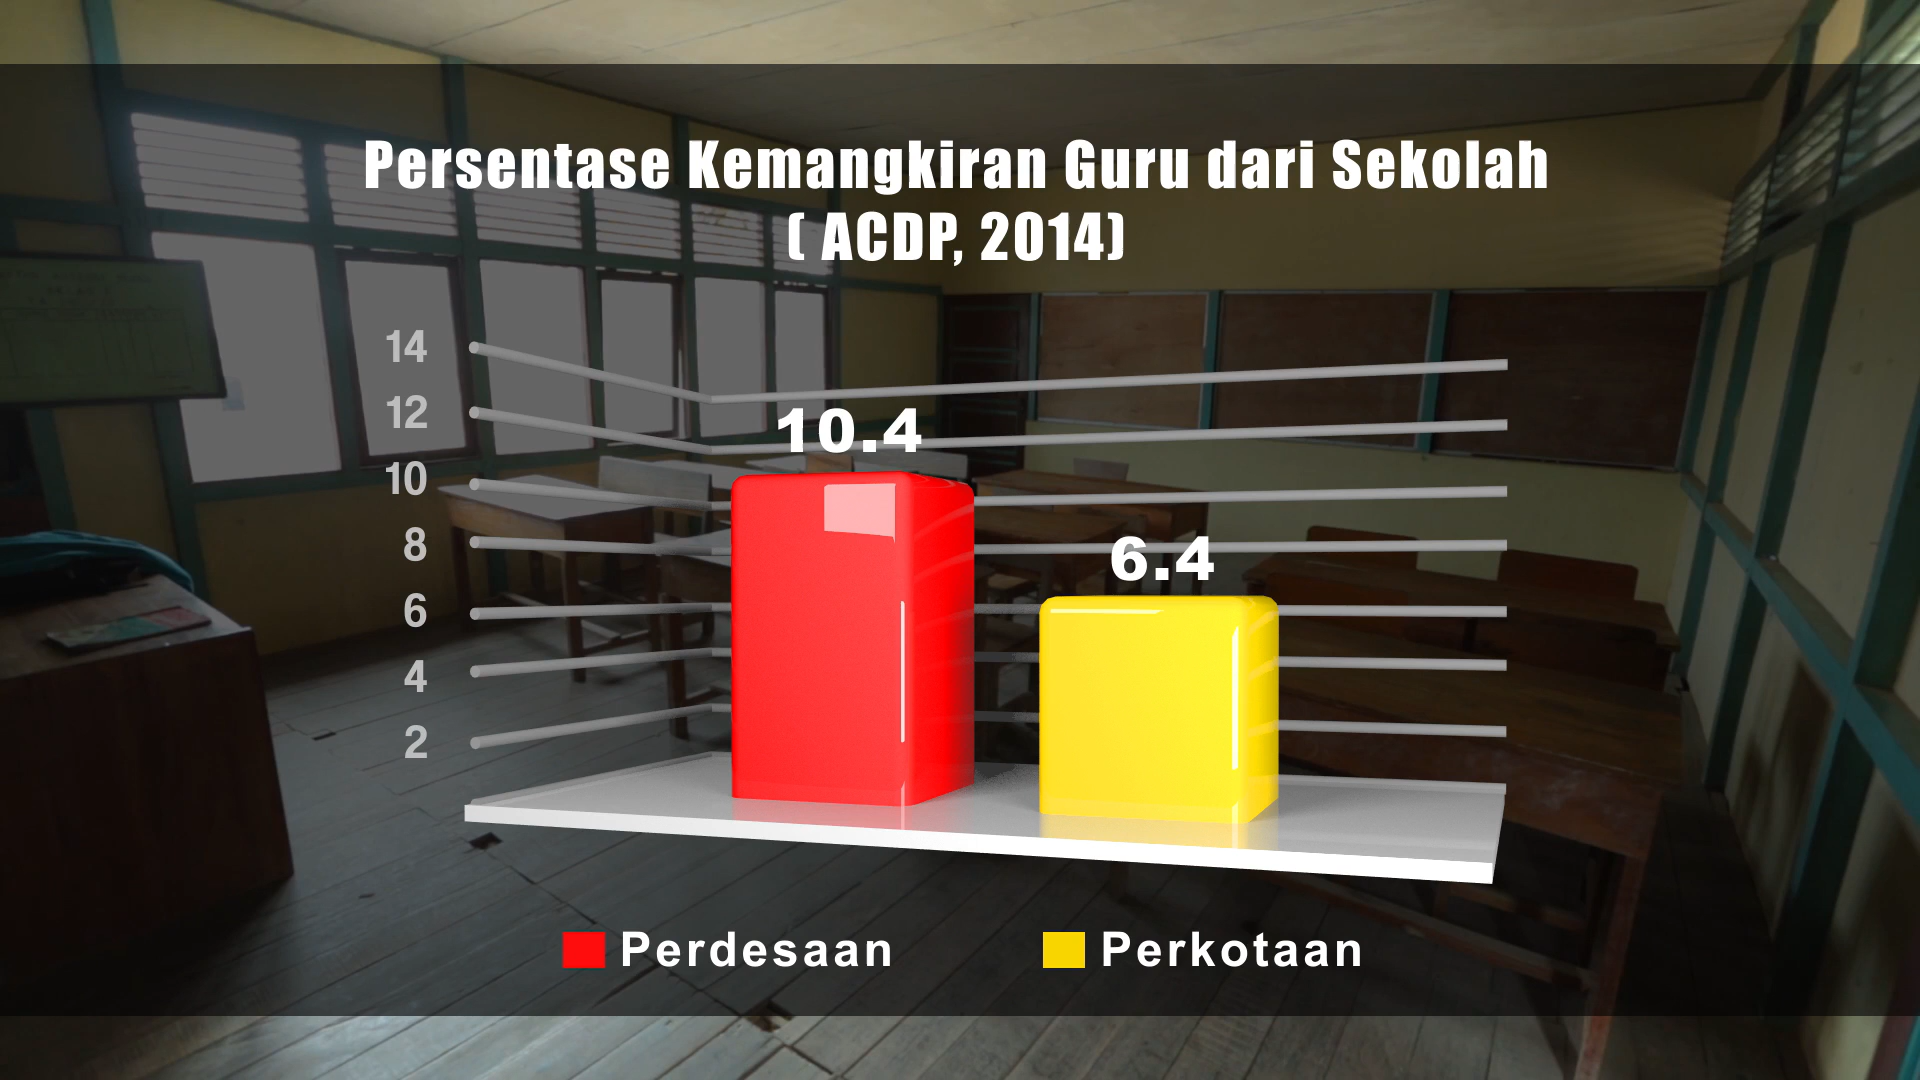 Persentase Kemangkiran Guru dari Sekolah
( ACDP, 2014)
14
12
10
8
6
4
2
10.4
6.4
Perdesaan
Perkotaan